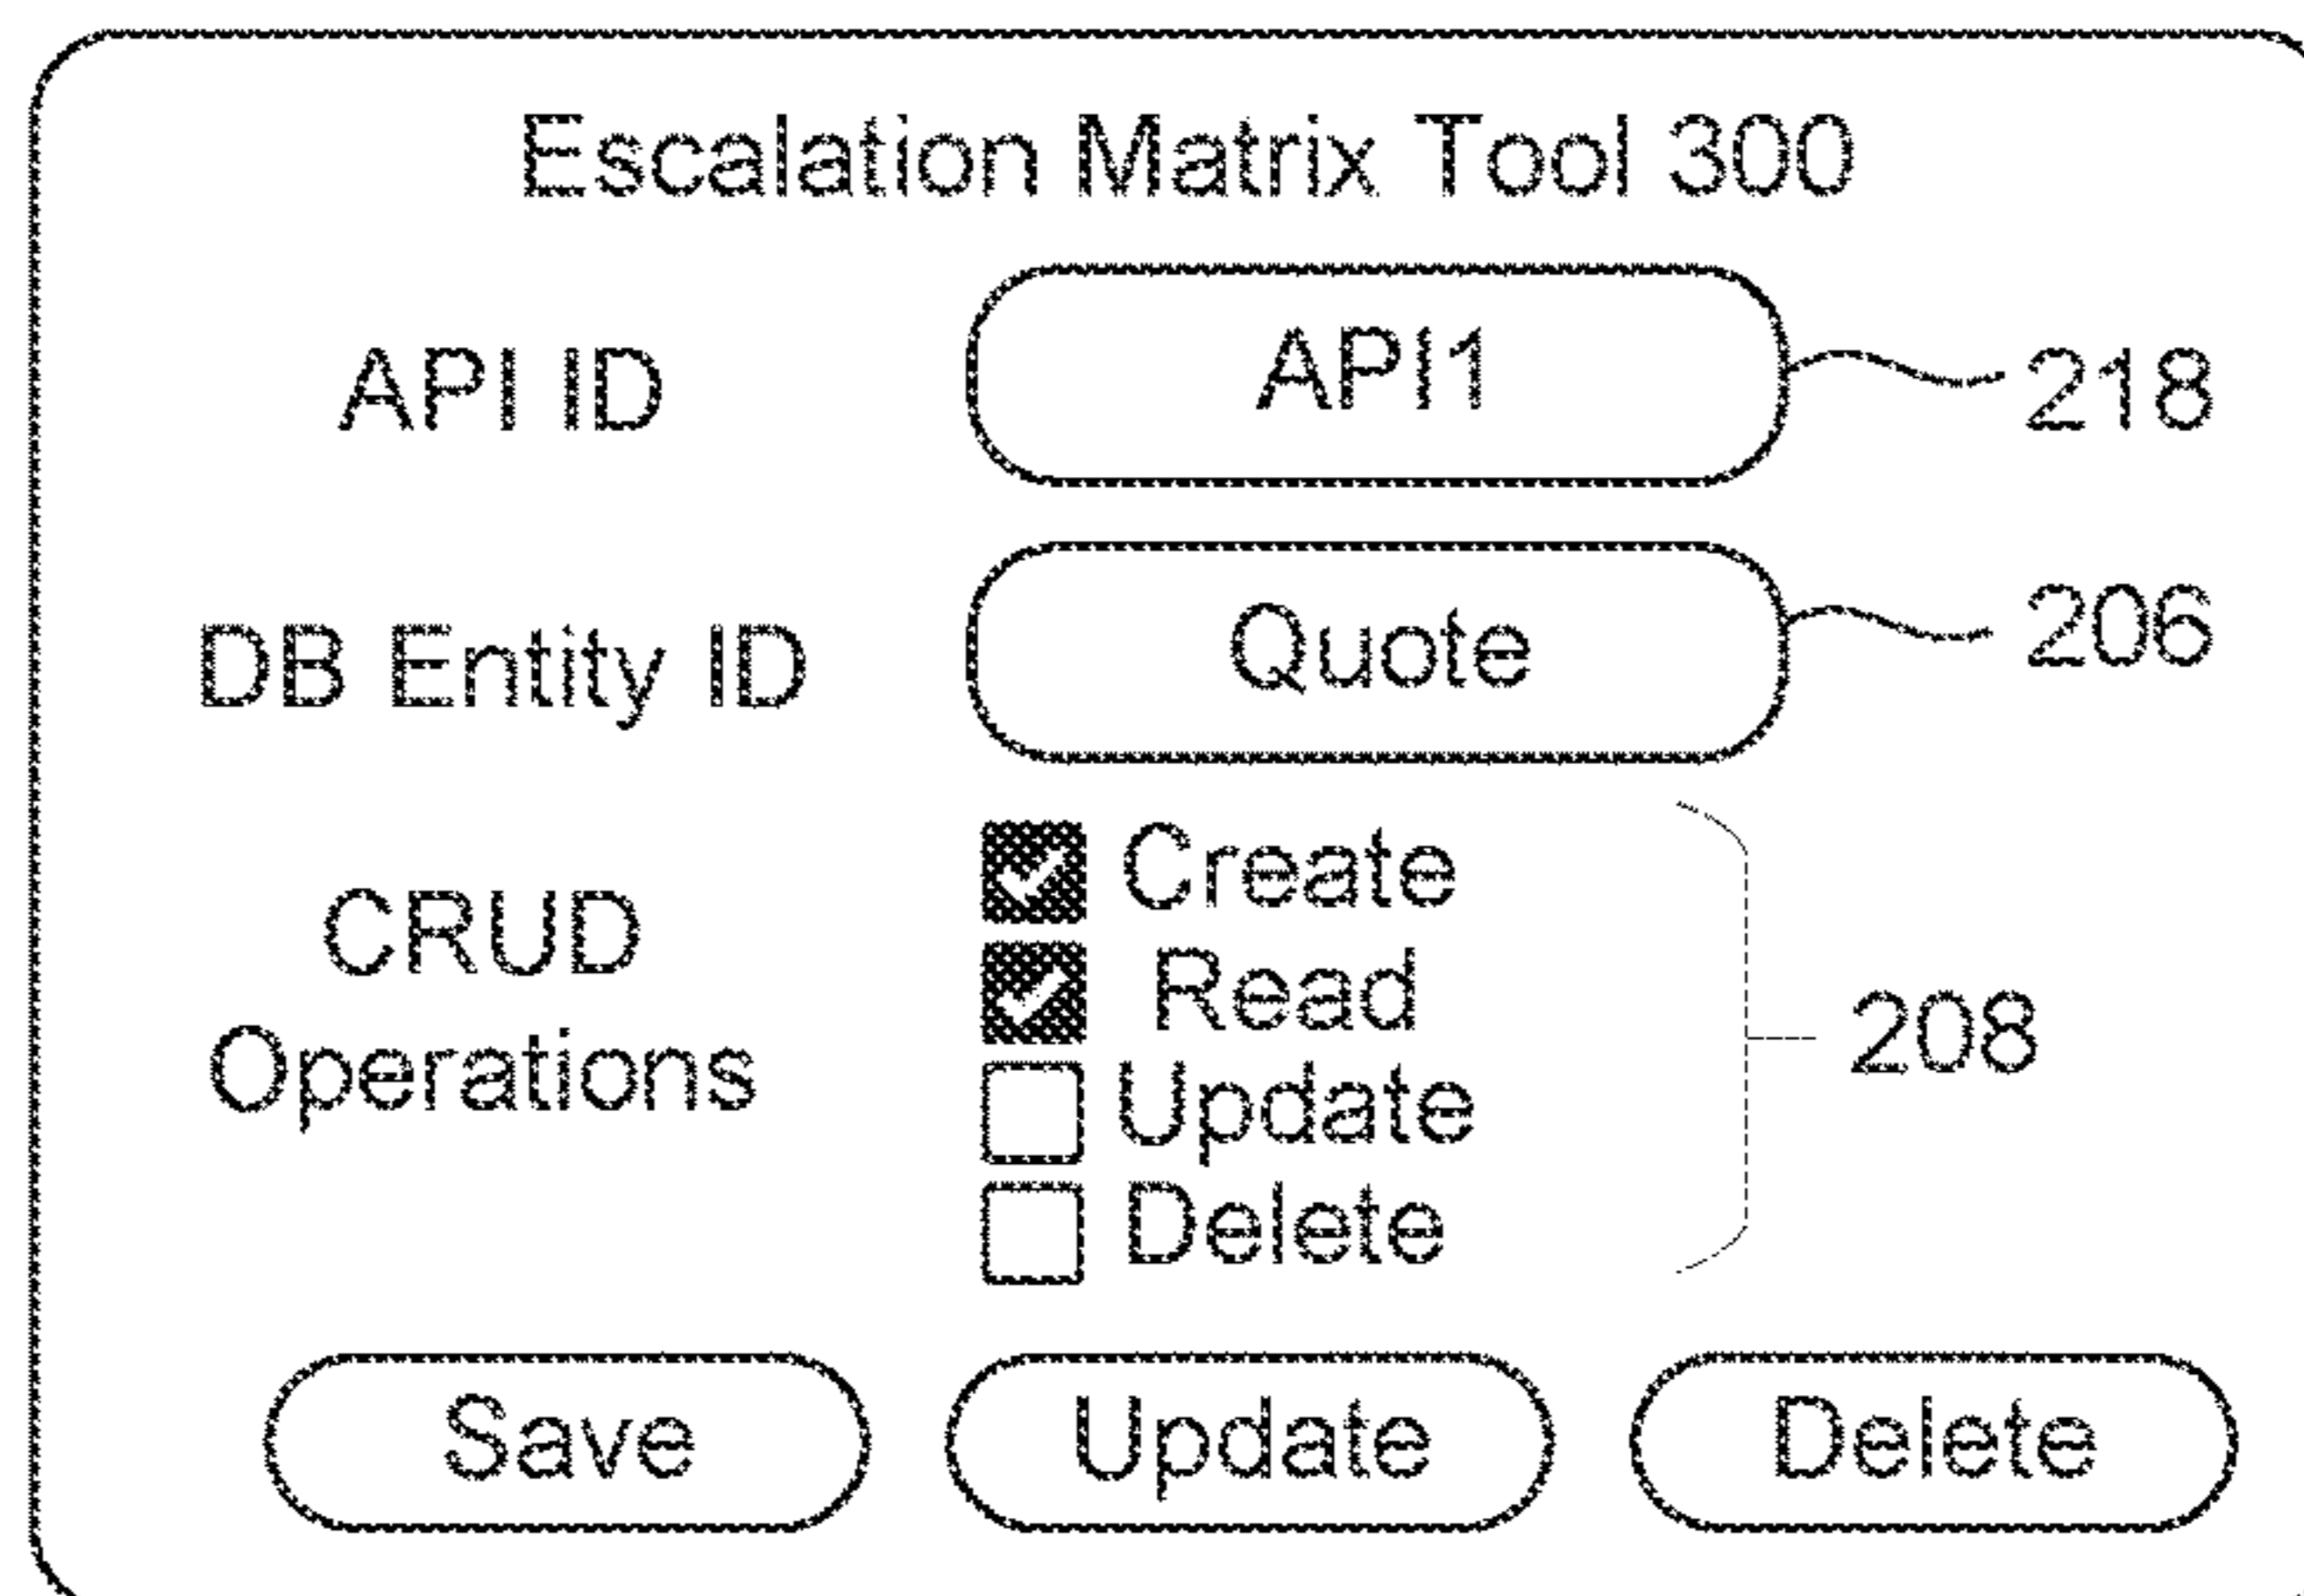 Escalation Matrix Tool 300
API ID API1 218
DB Entity ID Quote 206
CRUD Operations
Create
Read
Update
Delete
208
Save Update Delete